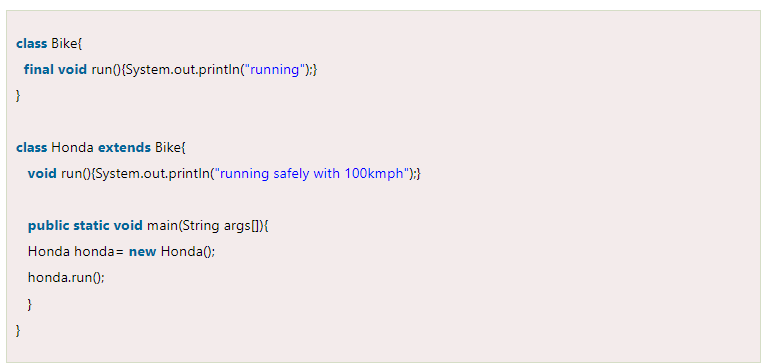 class Bike{
final void run(){System.out.println("running");}
}
class Honda extends Bike{
void run(){System.out.println("running safely with 100kmph");}
public static void main(String args[]){
Honda honda= new Honda();
honda.run();
}
}